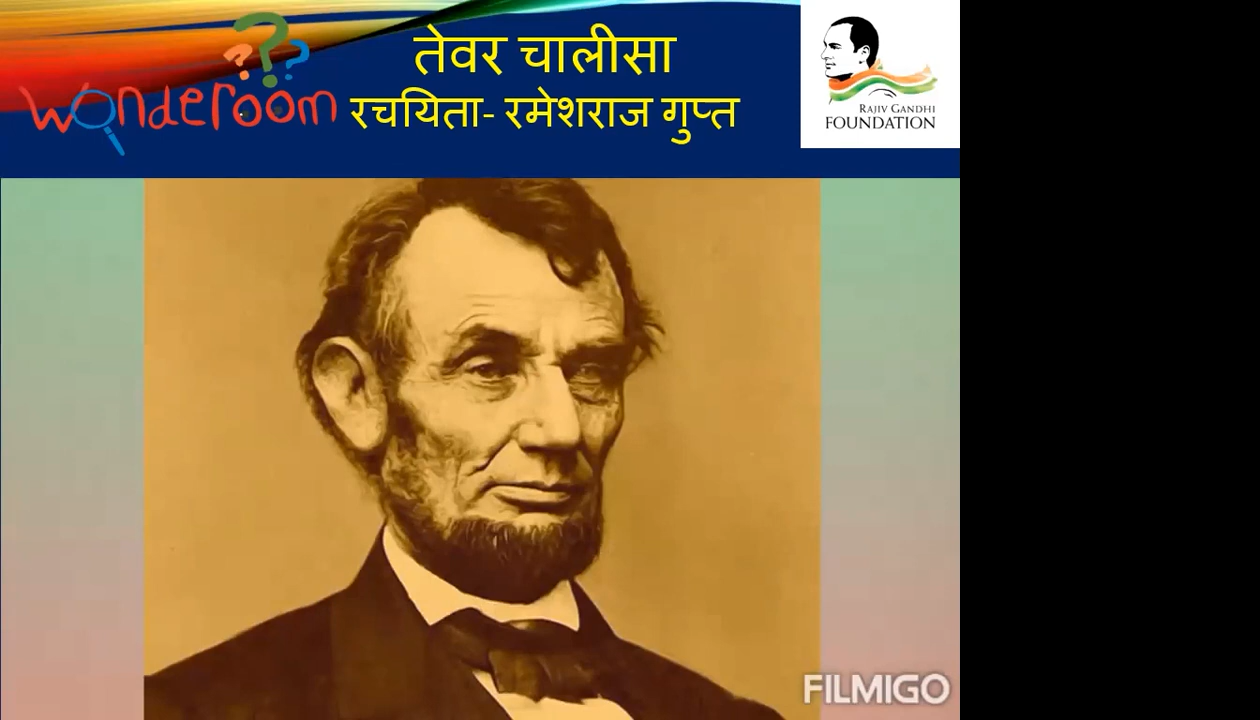 ???
wonderoom
तेवर चालीसा
रचयिता- रमेशराज गुप्त
RAJIV GANDHI
FOUNDATION
FILMIGO